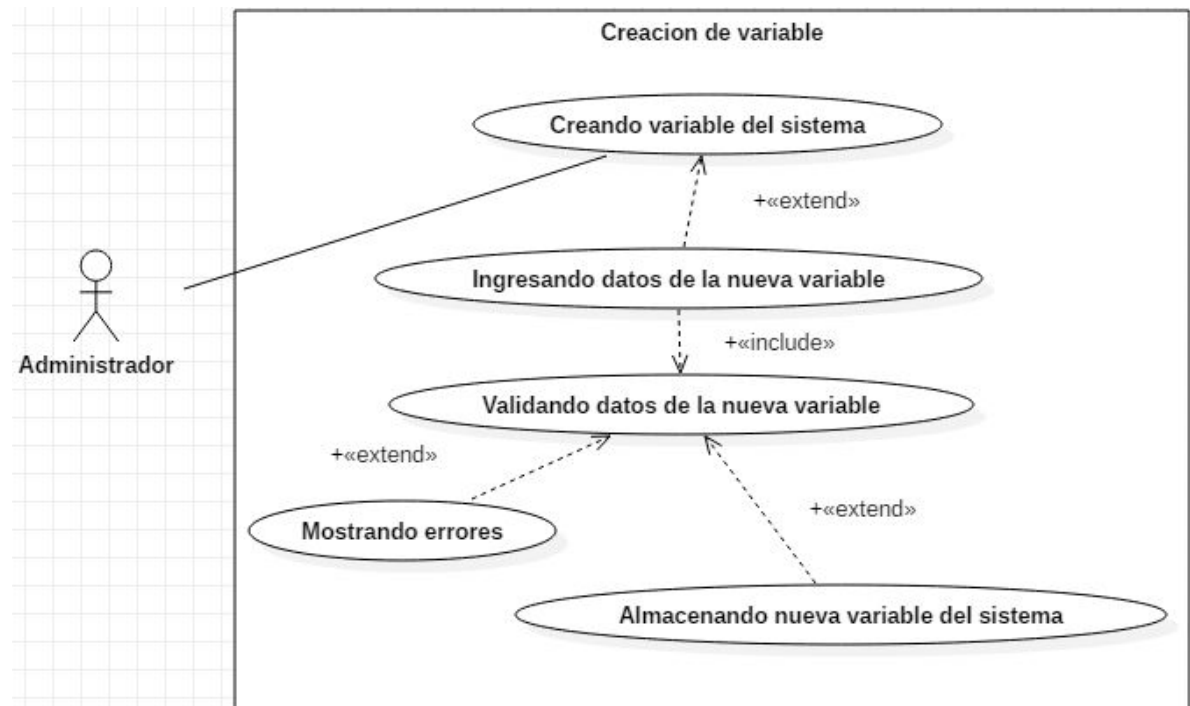 Creacion de variable
Creando variable del sistema
+«extend»
Ingresando datos de la nueva variable
+«include»
Administrador
Validando datos de la nueva variable
+«extend»
+«extend»
Mostrando errores
Almacenando nueva variable del sistema